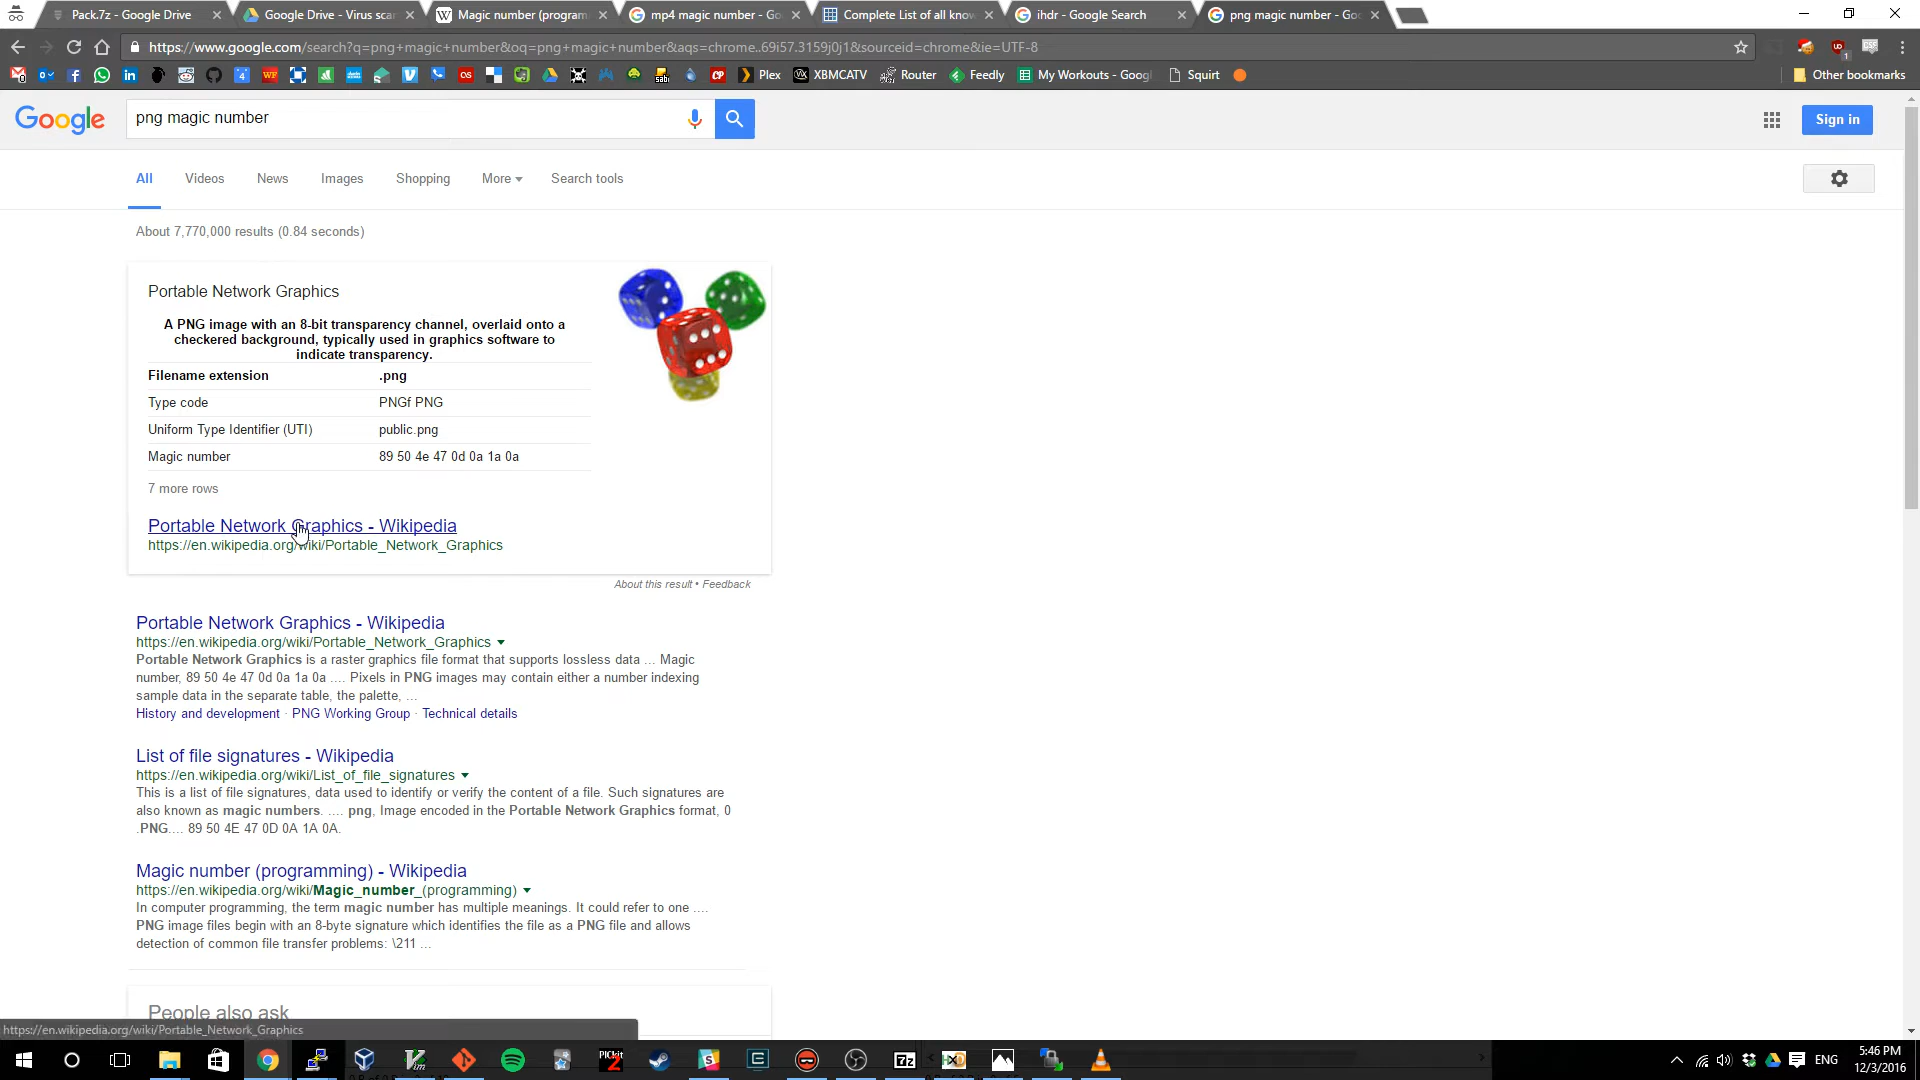 Pack.7z - Google Drive
Google Drive - Virus scan
Magic number (program
mp4 magic number - Go
Complete List of all know
ihdr - Google Search
png magic number - Goo
https://www.google.com/search?q=png+magic+number&oq=png+magic+number&aqs=chrome..69i57.3159j0j1&sourceid=chrome&ie=UTF-8
Plex
XBMCATV
Router
Feedly
My Workouts - Googl
Squirt
Other bookmarks
Google
png magic number
Sign in
All
Videos
News
Images
Shopping
More
Search tools
About 7,770,000 results (0.84 seconds)
Portable Network Graphics
A PNG image with an 8-bit transparency channel, overlaid onto a
checkered background, typically used in graphics software to
indicate transparency.
Filename extension .png
Type code PNGf PNG
Uniform Type Identifier (UTI) public.png
Magic number 89 50 4e 47 0d 0a 1a 0a
7 more rows
Portable Network Graphics - Wikipedia
https://en.wikipedia.org/wiki/Portable_Network_Graphics
About this result • Feedback
Portable Network Graphics - Wikipedia
https://en.wikipedia.org/wiki/Portable_Network_Graphics
Portable Network Graphics is a raster graphics file format that supports lossless data ... Magic
number, 89 50 4e 47 0d 0a 1a 0a .... Pixels in PNG images may contain either a number indexing
sample data in the separate table, the palette, ...
History and development · PNG Working Group · Technical details
List of file signatures - Wikipedia
https://en.wikipedia.org/wiki/List_of_file_signatures
This is a list of file signatures, data used to identify or verify the content of a file. Such signatures are
also known as magic numbers. .... png, Image encoded in the Portable Network Graphics format, 0
.PNG.... 89 50 4E 47 0D 0A 1A 0A.
Magic number (programming) - Wikipedia
https://en.wikipedia.org/wiki/Magic_number_(programming)
In computer programming, the term magic number has multiple meanings. It could refer to one ....
PNG image files begin with an 8-byte signature which identifies the file as a PNG file and allows
detection of common file transfer problems: \211 ...
People also ask
https://en.wikipedia.org/wiki/Portable_Network_Graphics
ENG
5:46 PM
12/3/2016